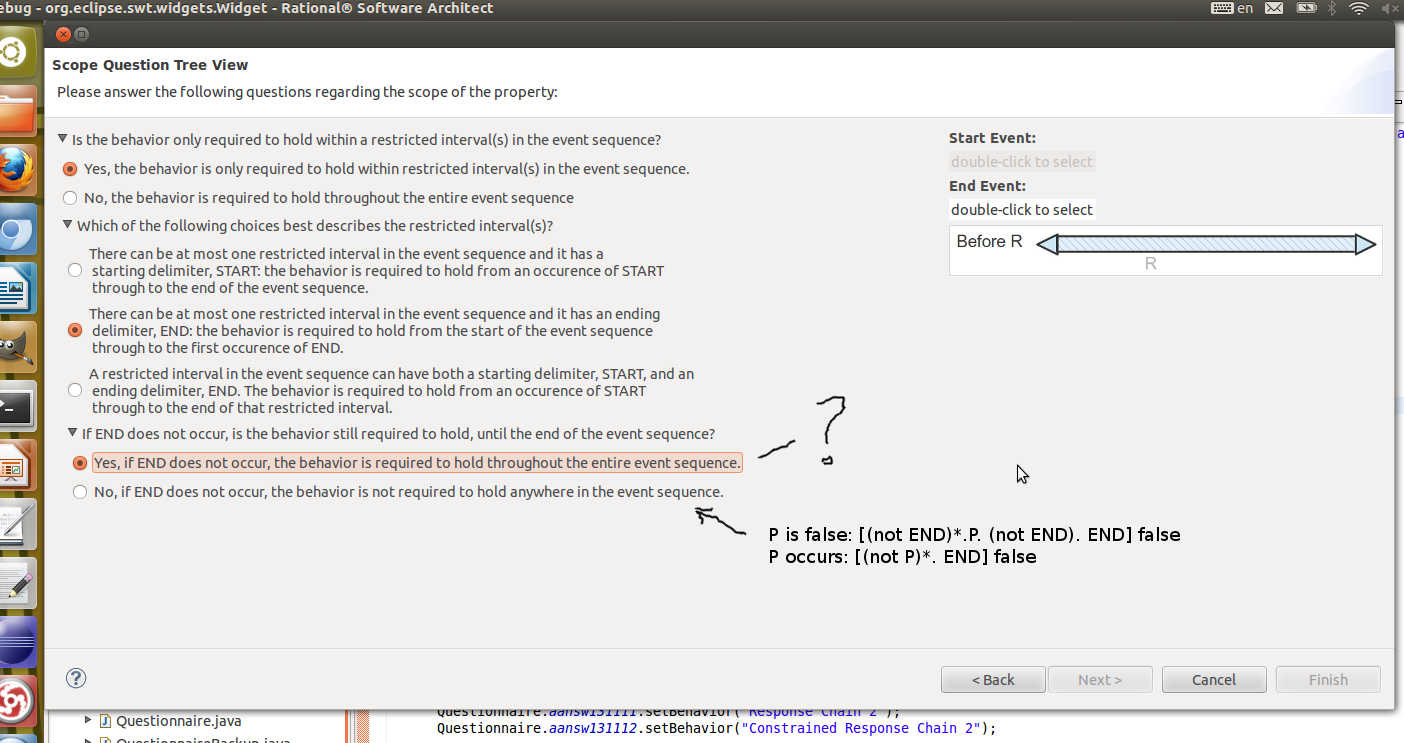 ebug - org.eclipse.swt.widgets.Widget - Rational® Software Architect
en
Scope Question Tree View
Please answer the following questions regarding the scope of the property:
Is the behavior only required to hold within a restricted interval(s) in the event sequence?
Yes, the behavior is only required to hold within restricted interval(s) in the event sequence.
No, the behavior is required to hold throughout the entire event sequence
Which of the following choices best describes the restricted interval(s)?
There can be at most one restricted interval in the event sequence and it has a
starting delimiter, START: the behavior is required to hold from an occurence of START
through to the end of the event sequence.
There can be at most one restricted interval in the event sequence and it has an ending
delimiter, END: the behavior is required to hold from the start of the event sequence
through to the first occurence of END.
A restricted interval in the event sequence can have both a starting delimiter, START, and an
ending delimiter, END. The behavior is required to hold from an occurence of START
through to the end of that restricted interval.
If END does not occur, is the behavior still required to hold, until the end of the event sequence?
Yes, if END does not occur, the behavior is required to hold throughout the entire event sequence.
No, if END does not occur, the behavior is not required to hold anywhere in the event sequence.
Start Event:
double-click to select
End Event:
double-click to select
Before R
R
?
P is false: [(not END)*.P. (not END). END] false
P occurs: [(not P)*. END] false
?
< Back
Next >
Cancel
Finish
Questionnaire.java
QuestionnaireBackup.java
Questionnaire.aansw131111.setBehavior("Response Chain 2");
Questionnaire.aansw131112.setBehavior("Constrained Response Chain 2");